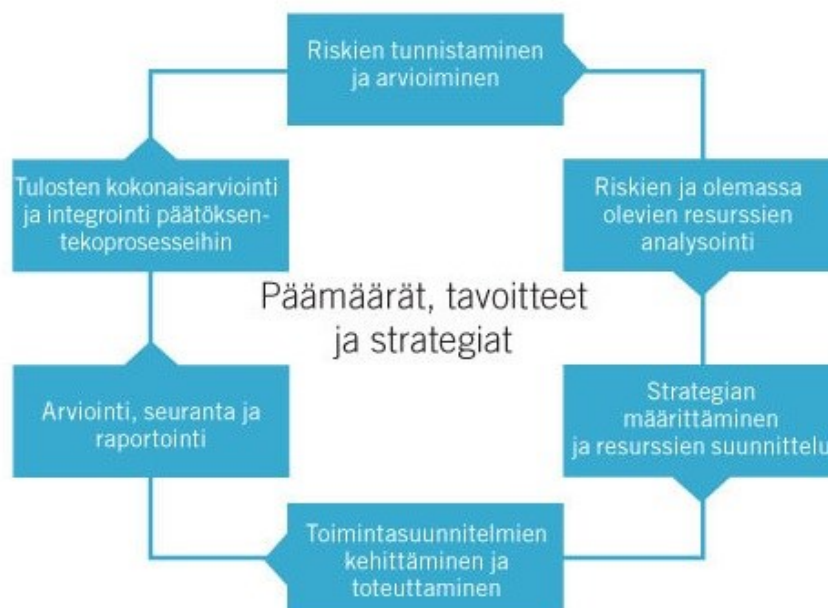 Riskien tunnistaminen
ja arvioiminen
Riskien ja olemassa
olevien resurssien
analysointi
Strategian
määrittäminen
ja resurssien suunnittelu
Toimintasuunnitelmien
kehittäminen ja
toteuttaminen
Arviointi, seuranta ja
raportointi
Tulosten kokonaisarviointi
ja integrointi päätöksen-
tekoprosesseihin
Päämäärät, tavoitteet
ja strategiat